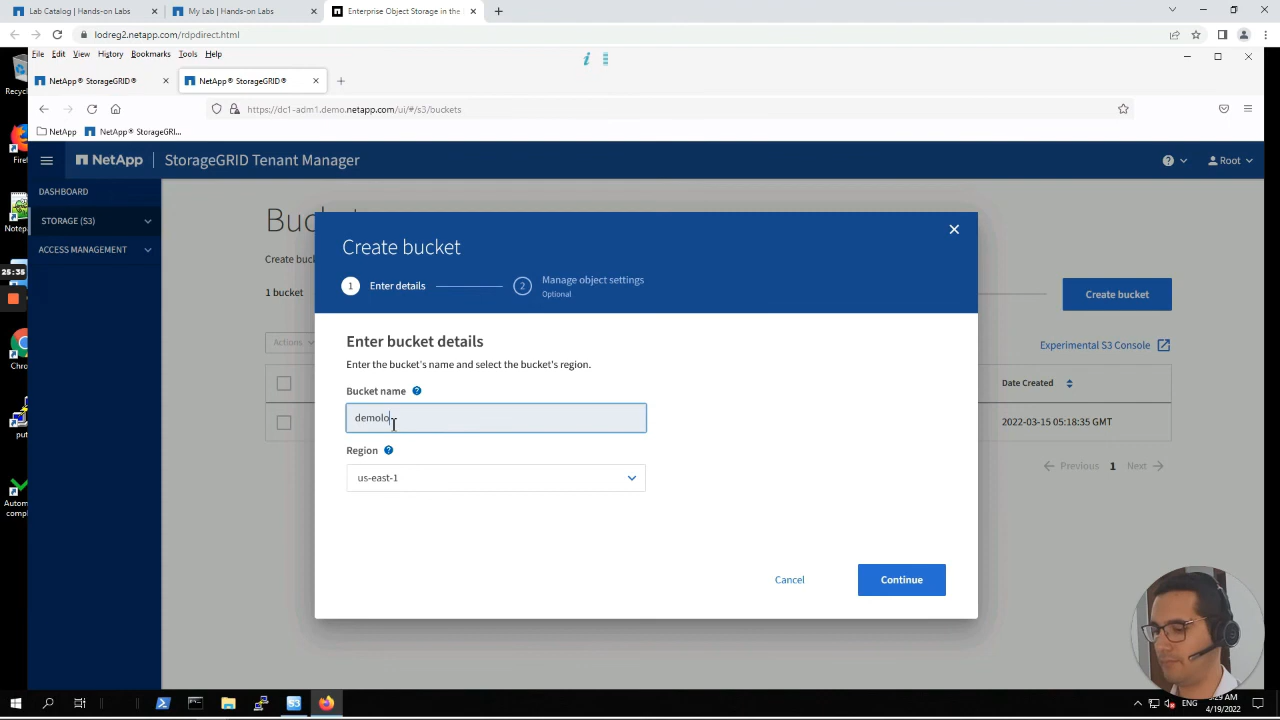 Lab Catalog | Hands-on Labs
My Lab | Hands-on Labs
Enterprise Object Storage in the
lodreg2.netapp.com/rdpdirect.html
File Edit View History Bookmarks Tools Help
NetApp® StorageGRID®
NetApp® StorageGRID®
https://dc1-adm1.demo.netapp.com/ui/#/s3/buckets
NetApp
NetApp® StorageGRI...
NetApp
StorageGRID Tenant Manager
Root
DASHBOARD
STORAGE (S3)
ACCESS MANAGEMENT
Create bucket
1 bucket
Actions
Create bucket
Experimental S3 Console
Date Created
2022-03-15 05:18:35 GMT
Previous 1 Next
1 Enter details
2 Manage object settings
Optional
Enter bucket details
Enter the bucket's name and select the bucket's region.
Bucket name
demolo
Region
us-east-1
Cancel
Continue
25:35
ENG
4/19/2022